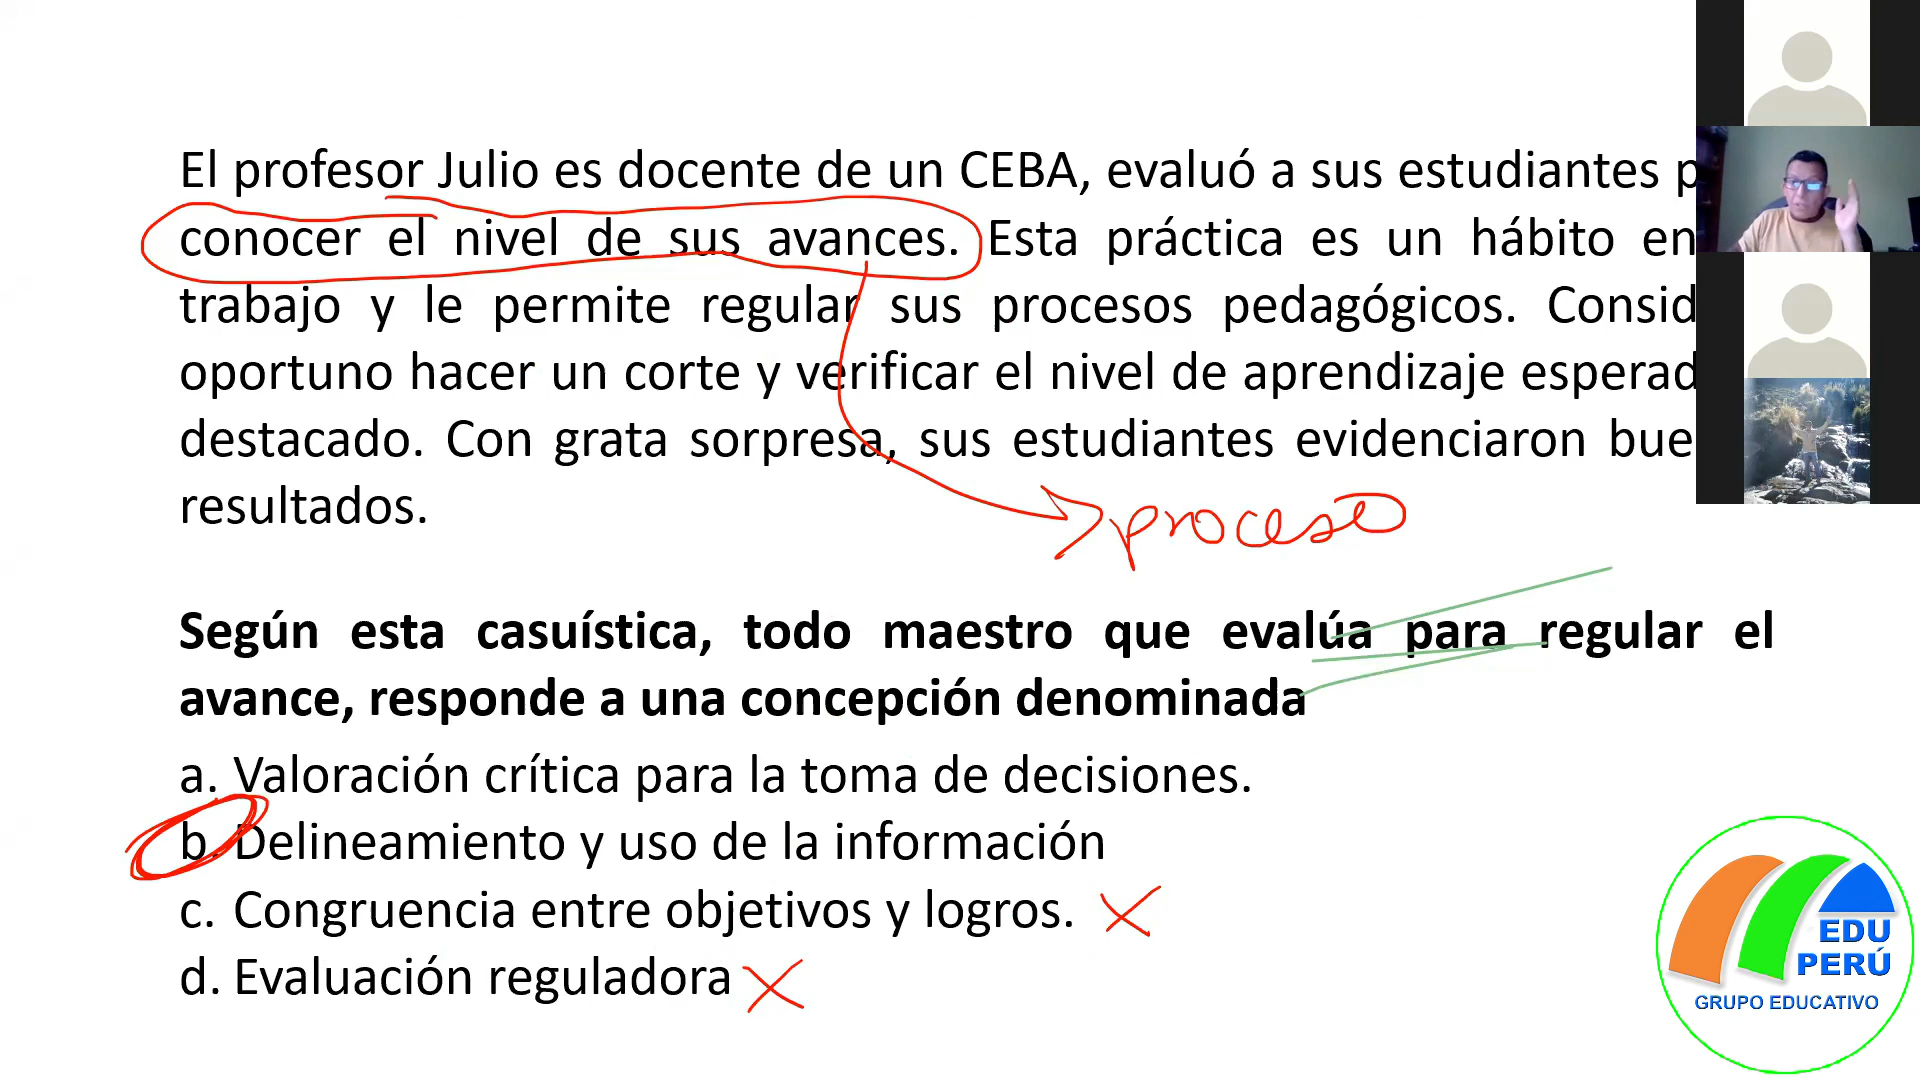 El profesor Julio es docente de un CEBA, evaluó a sus estudiantes
conocer el nivel de sus avances. Esta práctica es un hábito en
trabajo y le permite regular sus procesos pedagógicos. Consid
oportuno hacer un corte y verificar el nivel de aprendizaje esperad
destacado. Con grata sorpresa, sus estudiantes evidenciaron bue
resultados.
proceso
Según esta casuística, todo maestro que evalúa para regular el
avance, responde a una concepción denominada
a. Valoración crítica para la toma de decisiones.
b. Delineamiento y uso de la información
c. Congruencia entre objetivos y logros.
d. Evaluación reguladora
EDU
PERÚ
GRUPO EDUCATIVO